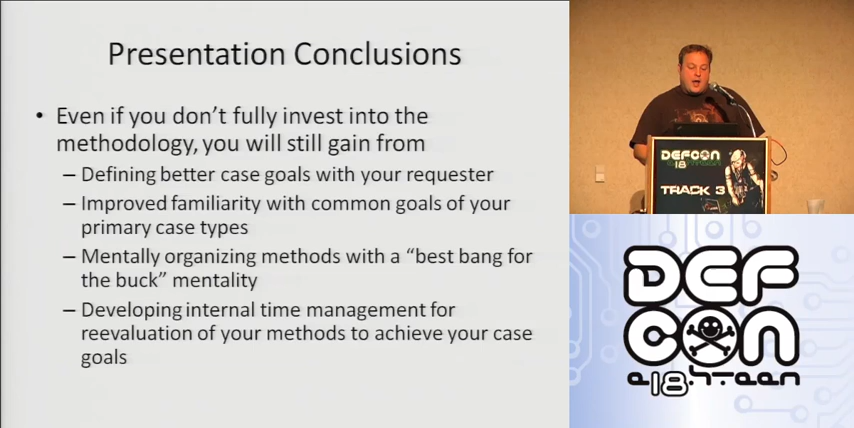 Presentation Conclusions
• Even if you don't fully invest into the
methodology, you will still gain from
– Defining better case goals with your requester
– Improved familiarity with common goals of your
primary case types
– Mentally organizing methods with a "best bang for
the buck" mentality
– Developing internal time management for
reevaluation of your methods to achieve your case
goals
DEFCON
18
TRACK 3
DEF
CON
e18hteen